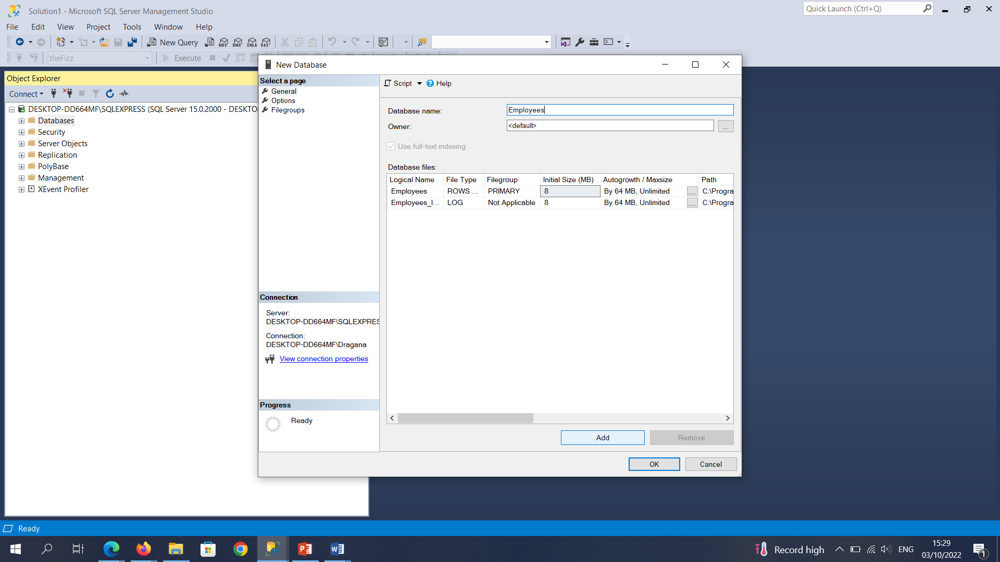 Solution1 - Microsoft SQL Server Management Studio
Quick Launch (Ctrl+Q)
File Edit View Project Tools Window Help
New Query MDX DMX XMLA DAX
theFizz Execute
Object Explorer
Connect
DESKTOP-DD664MF\SQLEXPRESS (SQL Server 15.0.2000 - DESKTO
Databases
Security
Server Objects
Replication
PolyBase
Management
XEvent Profiler
New Database
Select a page
General
Options
Filegroups
Script Help
Database name: Employees
Owner: <default> ...
Use full-text indexing
Database files:
Logical Name File Type Filegroup Initial Size (MB) Autogrowth / Maxsize Path
Employees ROWS ... PRIMARY 8 By 64 MB, Unlimited .... C:\Progra
Employees_l... LOG Not Applicable 8 By 64 MB, Unlimited .... C:\Progra
Connection
Server:
DESKTOP-DD664MF\SQLEXPRES
Connection:
DESKTOP-DD664MF\Dragana
View connection properties
Progress
Ready
Add Remove
OK Cancel
Ready
Record high ENG 15:29
03/10/2022
1